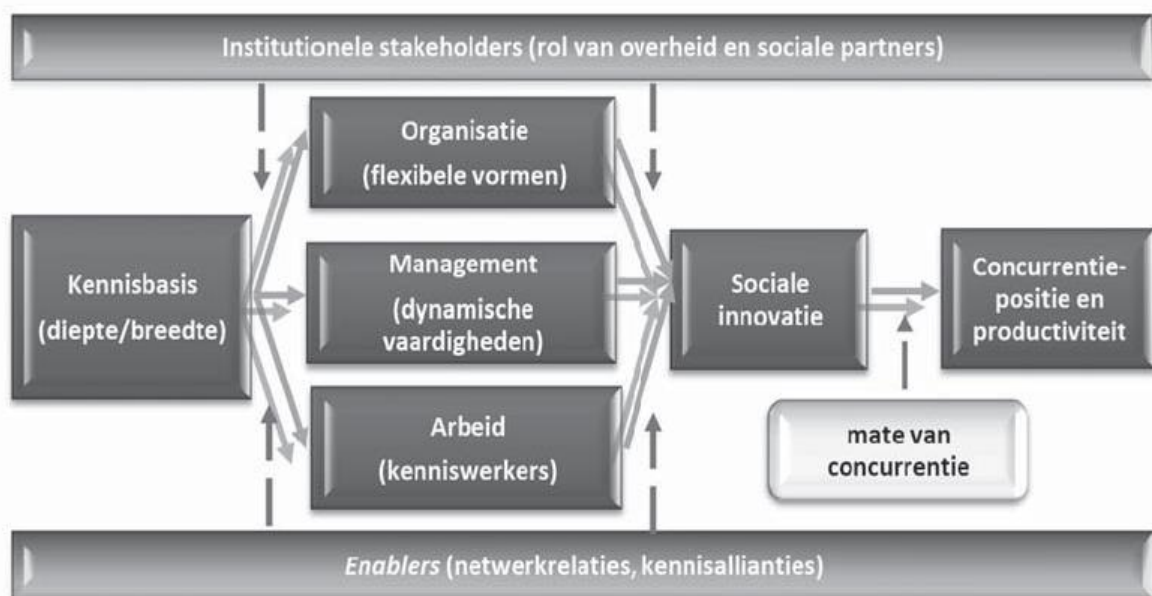 Institutionele stakeholders (rol van overheid en sociale partners)
Organisatie
(flexibele vormen)
Kennisbasis
(diepte/breedte)
Management
(dynamische
vaardigheden)
Arbeid
(kenniswerkers)
Sociale
innovatie
Concurrentie-
positie en
productiviteit
mate van
concurrentie
Enablers (netwerkrelaties, kennisallianties)